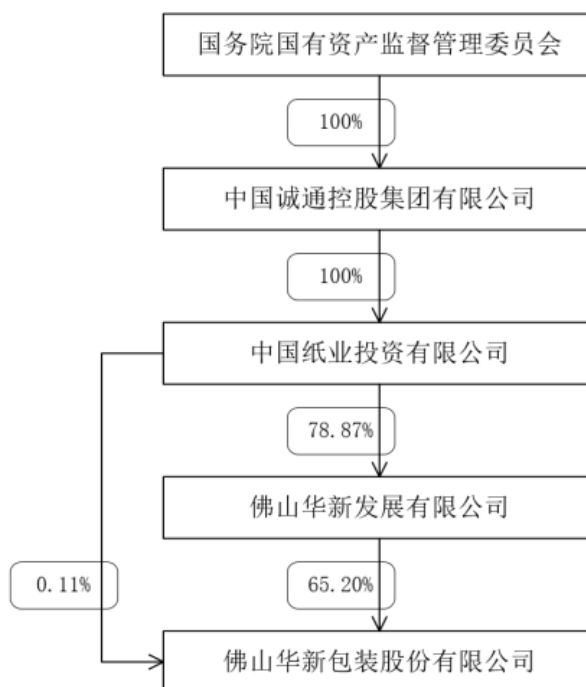 国务院国有资产监督管理委员会
100%
中国诚通控股集团有限公司
100%
中国纸业投资有限公司
78.87%
佛山华新发展有限公司
0.11%
65.20%
佛山华新包装股份有限公司